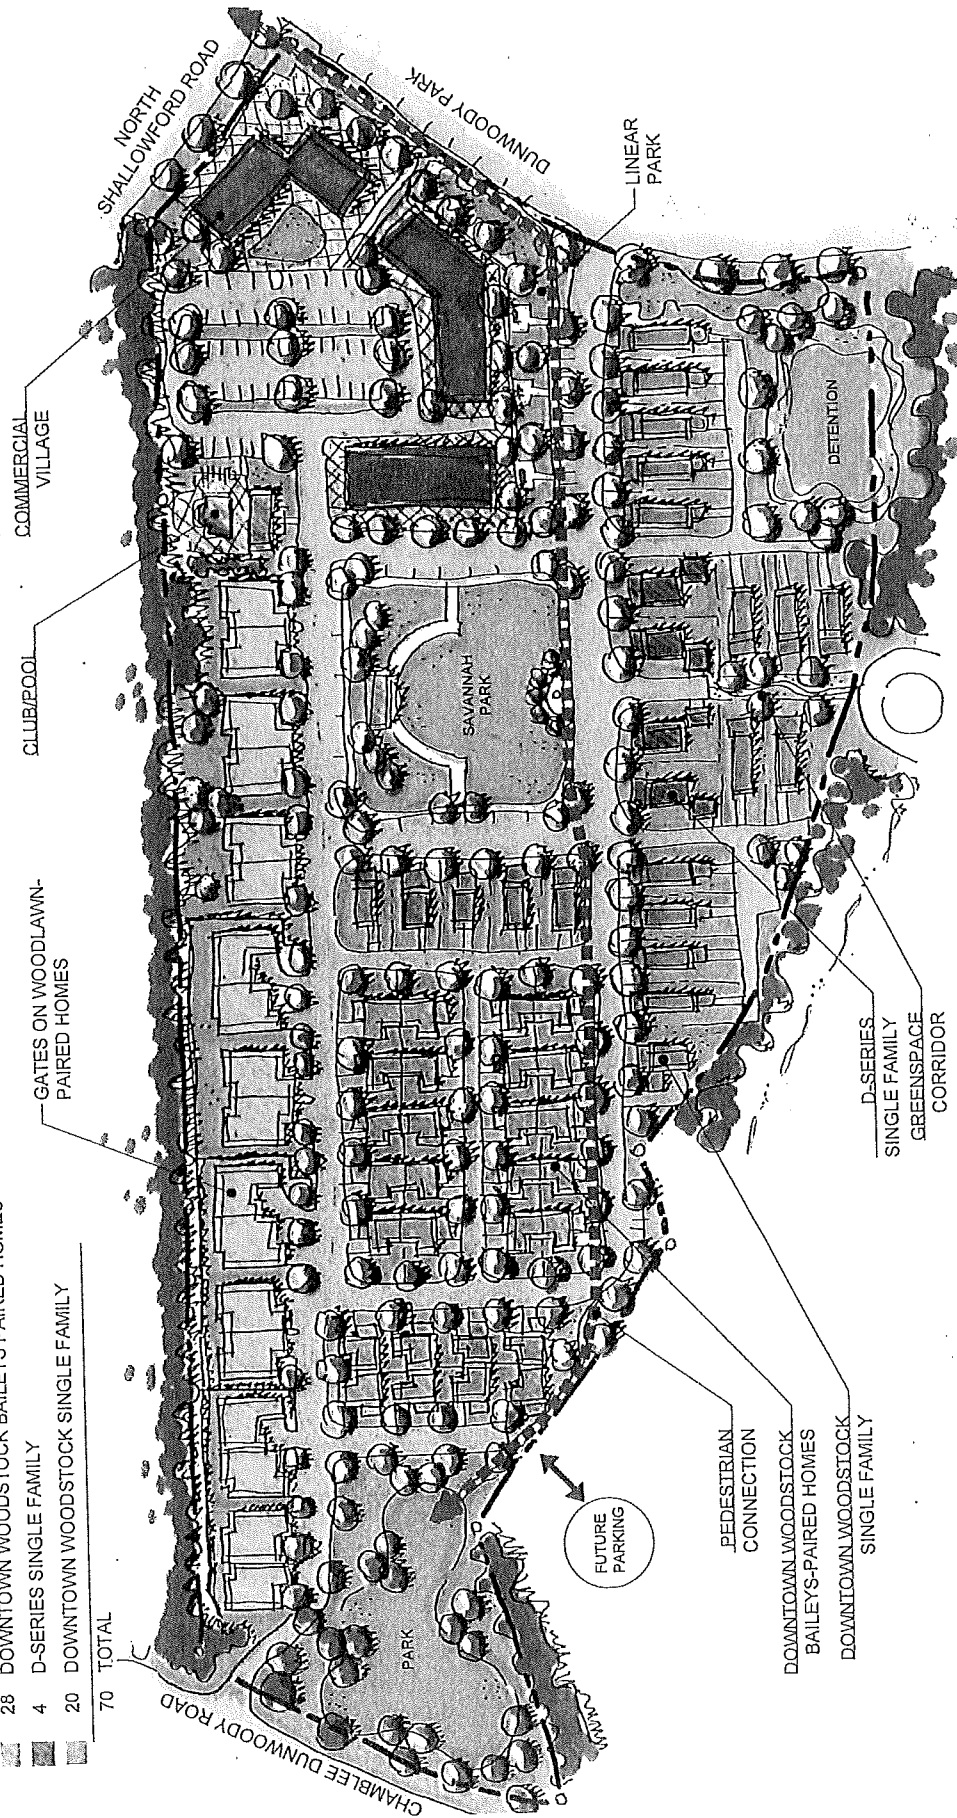 28 DOWNTOWN WOODSTOCK BAILEYS PAIRED HOMES
4 D-SERIES SINGLE FAMILY
20 DOWNTOWN WOODSTOCK SINGLE FAMILY
70 TOTAL
GATES ON WOODLAWN-
PAIRED HOMES
CLUB/POOL
COMMERCIAL
VILLAGE
NORTH
SHALLOWFORD ROAD
DUNWOODY PARK
LINEAR
PARK
CHAMBLEE DUNWOODY ROAD
PARK
SAVANNAH
PARK
DETENTION
FUTURE
PARKING
PEDESTRIAN
CONNECTION
DOWNTOWN WOODSTOCK
BAILEYS-PAIRED HOMES
DOWNTOWN WOODSTOCK
SINGLE FAMILY
D-SERIES
SINGLE FAMILY
GREENSPACE
CORRIDOR